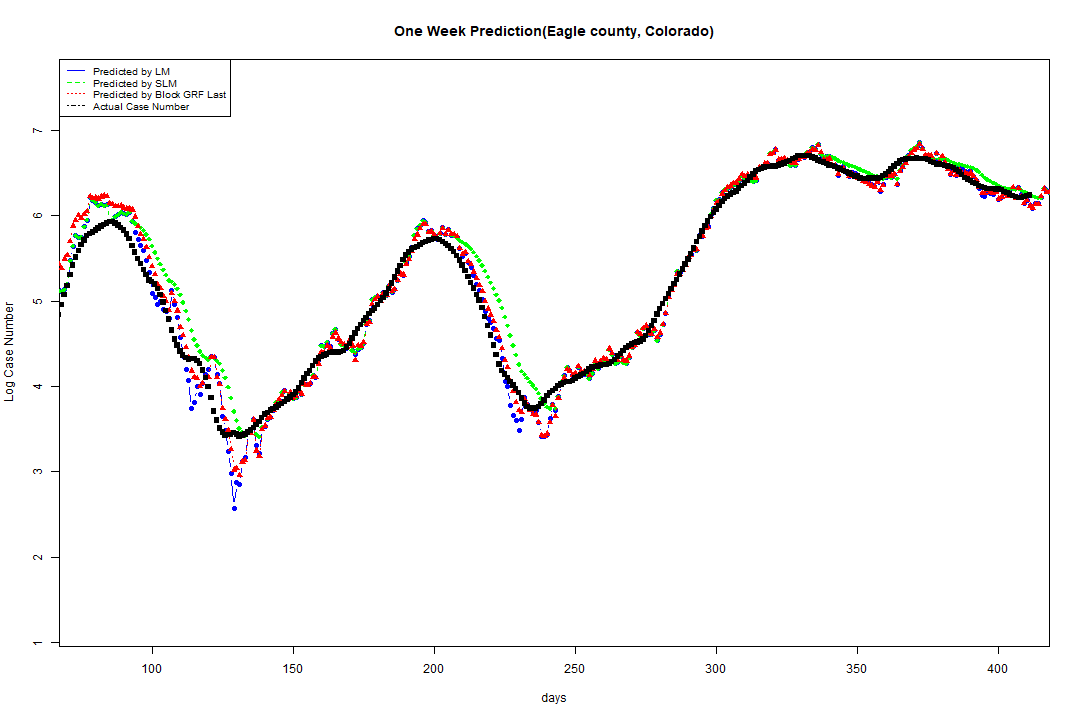 One Week Prediction(Eagle county, Colorado)
Predicted by LM
Predicted by SLM
Predicted by Block GRF Last
Actual Case Number
7
6
5
4
3
2
1
Log Case Number
100 150 200 250 300 350 400
days